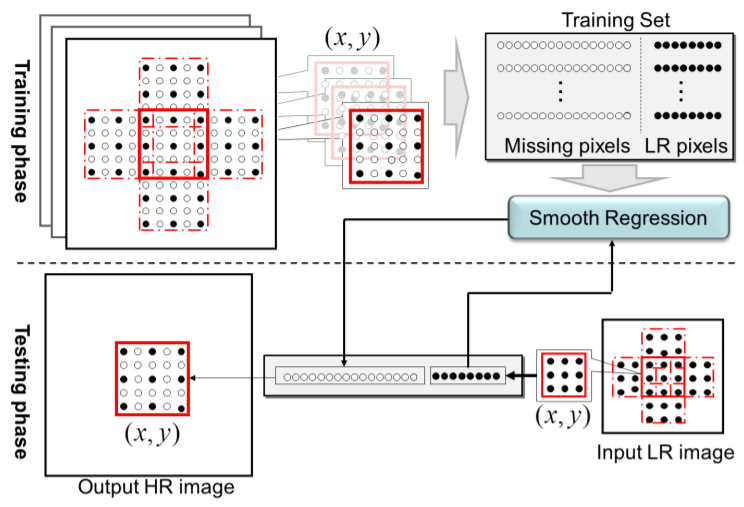 Training phase
(x, y)
Training Set
Missing pixels
LR pixels
Smooth Regression
Testing phase
(x, y)
Output HR image
(x, y)
Input LR image